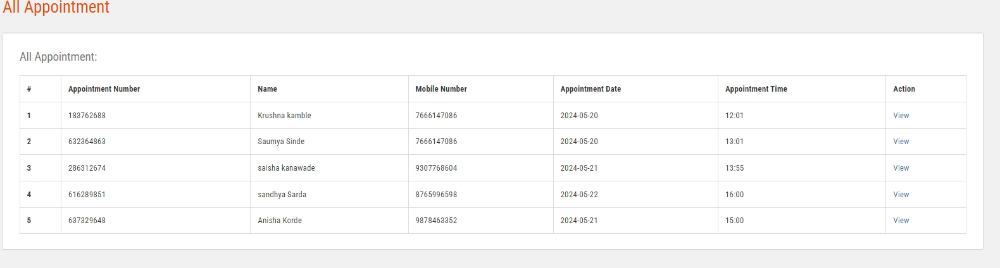 All Appointment
All Appointment:
# Appointment Number Name Mobile Number Appointment Date Appointment Time Action
1 183762688 Krushna kamble 7666147086 2024-05-20 12:01 View
2 632364863 Saumya Sinde 7666147086 2024-05-20 13:01 View
3 286312674 saisha kanawade 9307768604 2024-05-21 13:55 View
4 616289851 sandhya Sarda 8765996598 2024-05-22 16:00 View
5 637329648 Anisha Korde 9878463352 2024-05-21 15:00 View